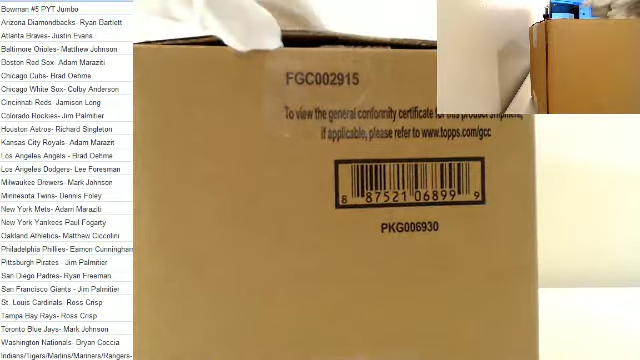 Bowman #5 PYT Jumbo
Arizona Diamondbacks- Ryan Bartlett
Atlanta Braves- Justin Evans
Baltimore Orioles- Matthew Johnson
Boston Red Sox- Adam Maraziti
Chicago Cubs- Brad Oehme
Chicago White Sox- Colby Anderson
Cincinnati Reds- Jamison Long
Colorado Rockies- Jim Palmitier
Houston Astros- Richard Singleton
Kansas City Royals- Adam Marazit
Los Angeles Angels - Brad Oehme
Los Angeles Dodgers- Lee Foresman
Milwaukee Brewers- Mark Johnson
Minnesota Twins- Dennis Foley
New York Mets- Adam Maraziti
New York Yankees Paul Fogarty
Oakland Athletics- Matthew Ciccolini
Philadelphia Phillies- Eamon Cunningham
Pittsburgh Pirates - Jim Palmitier
San Diego Padres- Ryan Freeman
San Francisco Giants - Jim Palmitier
St. Louis Cardinals- Ross Crisp
Tampa Bay Rays- Ross Crisp
Toronto Blue Jays- Mark Johnson
Washington Nationals- Bryan Coccia
Indians/Tigers/Marlins/Mariners/Rangers-
FGC002915
To view the general conformity certificate for this product shipment,
if applicable, please refer to www.topps.com/gcc
8 87521 06899 9
PKG006930